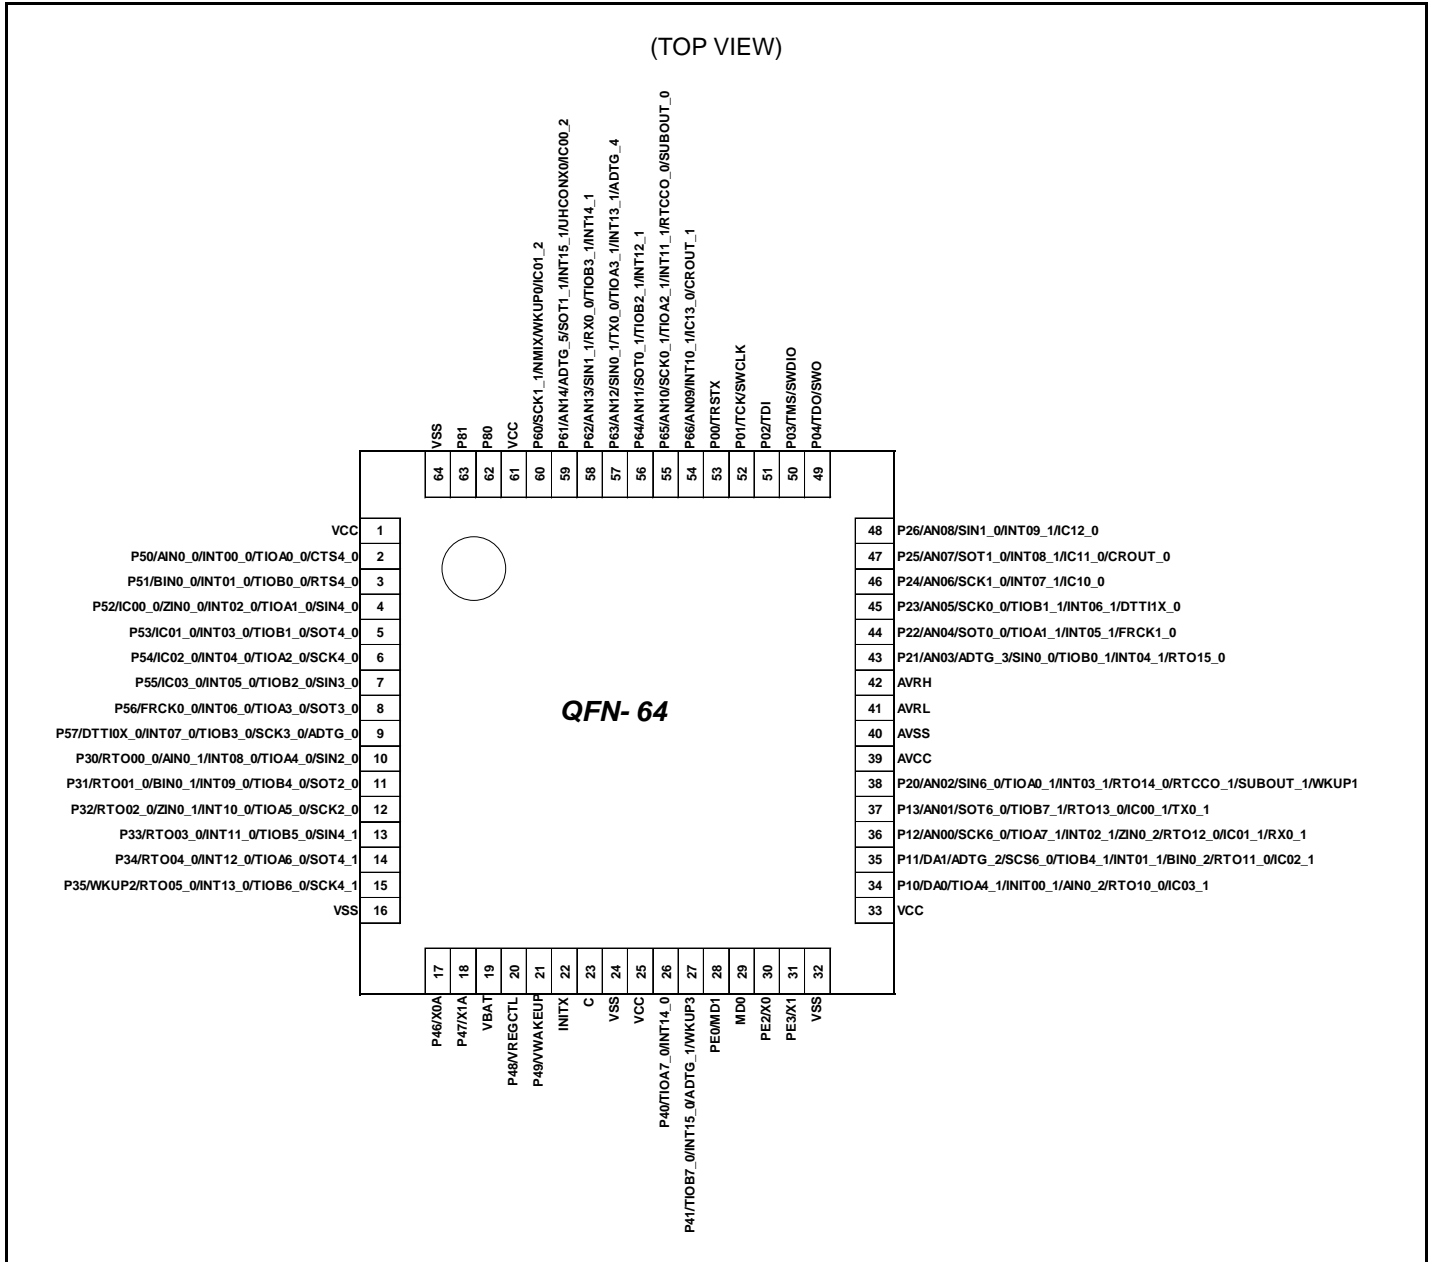 (TOP VIEW)
VSS
P81
P80
VCC
P60/SCK1_1/NMIX/WKUP0/IC01_2
P61/AN14/ADTG_5/SOT1_1/INT15_1/UHCONX0/IC00_2
P62/AN13/SIN1_1/RX0_0/TIOB3_1/INT14_1
P63/AN12/SIN0_1/TX0_0/TIOA3_1/INT13_1/ADTG_4
P64/AN11/SOT0_1/TIOB2_1/INT12_1
P65/AN10/SCK0_1/TIOA2_1/INT11_1/RTCCO_0/SUBOUT_0
P66/AN09/INT10_1/IC13_0/CROUT_1
P00/TRSTX
P01/TCK/SWCLK
P02/TDI
P03/TMS/SWDIO
P04/TDO/SWO
64 63 62 61 60 59 58 57 56 55 54 53 52 51 50 49
VCC 1
P50/AIN0_0/INT00_0/TIOA0_0/CTS4_0 2
P51/BIN0_0/INT01_0/TIOB0_0/RTS4_0 3
P52/IC00_0/ZIN0_0/INT02_0/TIOA1_0/SIN4_0 4
P53/IC01_0/INT03_0/TIOB1_0/SOT4_0 5
P54/IC02_0/INT04_0/TIOA2_0/SCK4_0 6
P55/IC03_0/INT05_0/TIOB2_0/SIN3_0 7
P56/FRCK0_0/INT06_0/TIOA3_0/SOT3_0 8
P57/DTTI0X_0/INT07_0/TIOB3_0/SCK3_0/ADTG_0 9
P30/RTO00_0/AIN0_1/INT08_0/TIOA4_0/SIN2_0 10
P31/RTO01_0/BIN0_1/INT09_0/TIOB4_0/SOT2_0 11
P32/RTO02_0/ZIN0_1/INT10_0/TIOA5_0/SCK2_0 12
P33/RTO03_0/INT11_0/TIOB5_0/SIN4_1 13
P34/RTO04_0/INT12_0/TIOA6_0/SOT4_1 14
P35/WKUP2/RTO05_0/INT13_0/TIOB6_0/SCK4_1 15
VSS 16
QFN- 64
48 P26/AN08/SIN1_0/INT09_1/IC12_0
47 P25/AN07/SOT1_0/INT08_1/IC11_0/CROUT_0
46 P24/AN06/SCK1_0/INT07_1/IC10_0
45 P23/AN05/SCK0_0/TIOB1_1/INT06_1/DTTI1X_0
44 P22/AN04/SOT0_0/TIOA1_1/INT05_1/FRCK1_0
43 P21/AN03/ADTG_3/SIN0_0/TIOB0_1/INT04_1/RTO15_0
42 AVRH
41 AVRL
40 AVSS
39 AVCC
38 P20/AN02/SIN6_0/TIOA0_1/INT03_1/RTO14_0/RTCCO_1/SUBOUT_1/WKUP1
37 P13/AN01/SOT6_0/TIOB7_1/RTO13_0/IC00_1/TX0_1
36 P12/AN00/SCK6_0/TIOA7_1/INT02_1/ZIN0_2/RTO12_0/IC01_1/RX0_1
35 P11/DA1/ADTG_2/SCS6_0/TIOB4_1/INT01_1/BIN0_2/RTO11_0/IC02_1
34 P10/DA0/TIOA4_1/INIT00_1/AIN0_2/RTO10_0/IC03_1
33 VCC
17 18 19 20 21 22 23 24 25 26 27 28 29 30 31 32
P46/X0A
P47/X1A
VBAT
P48/VREGCTL
P49/VWAKEUP
INITX
C
VSS
VCC
P40/TIOA7_0/INT14_0
P41/TIOB7_0/INT15_0/ADTG_1/WKUP3
PE0/MD1
MD0
PE2/X0
PE3/X1
VSS